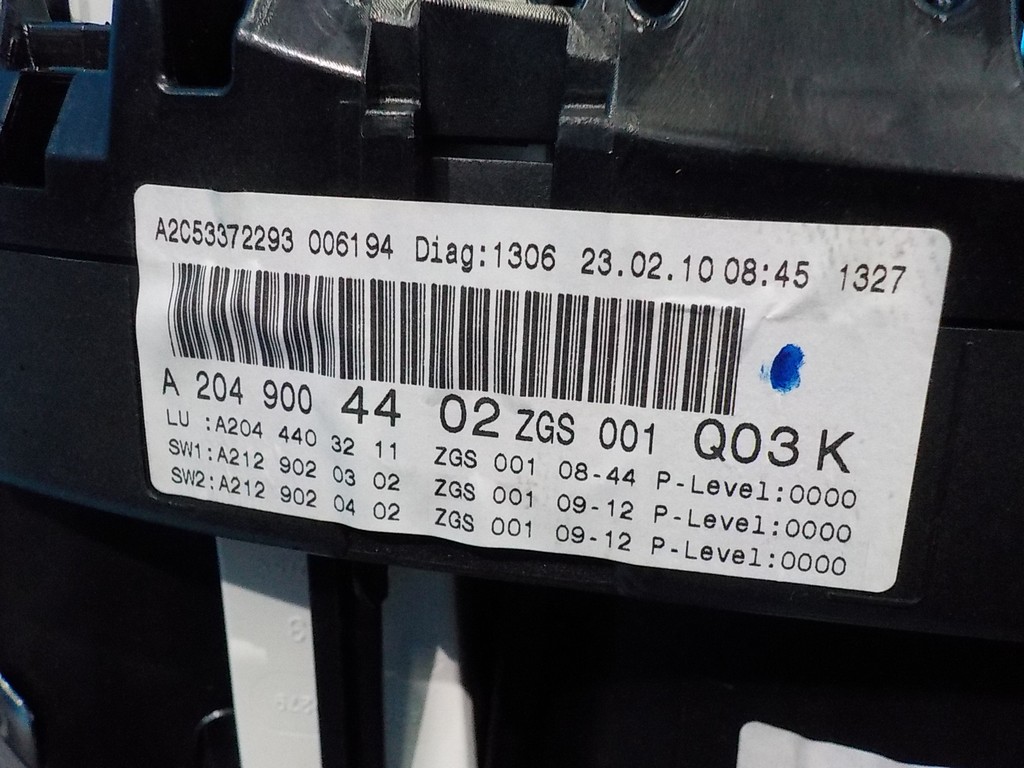 A2C53372293 006194 Diag:1306 23.02.10 08:45 1327
A 204 900 44 02 ZGS 001 Q03 K
LU :A204 440 32 11 ZGS 001 08-44 P-Level:0000
SW1:A212 902 03 02 ZGS 001 09-12 P-Level:0000
SW2:A212 902 04 02 ZGS 001 09-12 P-Level:0000